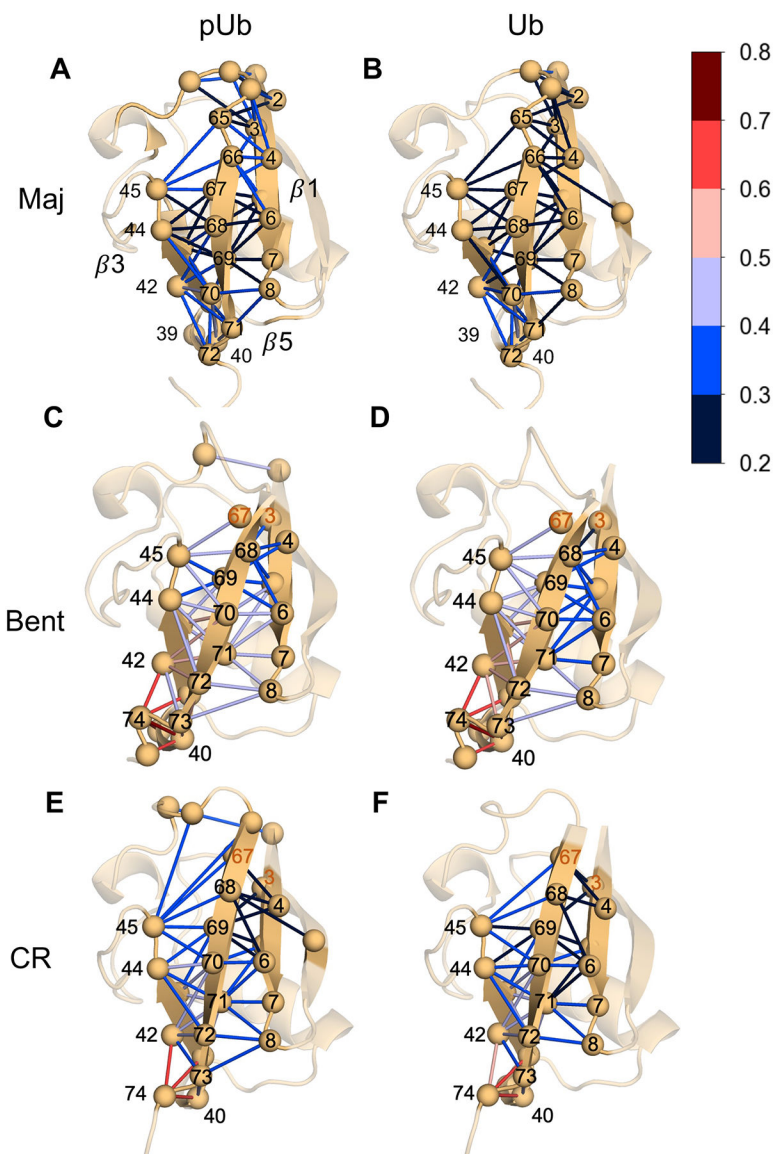 pUb Ub
A B 0.8
0.7
0.6
0.5
0.4
0.3
0.2
Maj
2 65 3 66 4 45 67 β1 44 68 6 β3 69 7 42 70 8 71 39 β5 72 40
2 65 3 66 4 45 67 44 68 6 69 7 42 70 8 71 39 72 40
C D
Bent
67 3 45 68 4 69 44 70 6 71 7 42 72 8 74 73 40
67 3 45 68 4 69 44 70 6 71 7 42 72 8 74 73 40
E F
CR
67 68 3 4 45 69 44 70 6 71 7 42 72 8 73 74 40
67 68 3 4 45 69 44 70 6 71 7 42 72 8 73 74 40